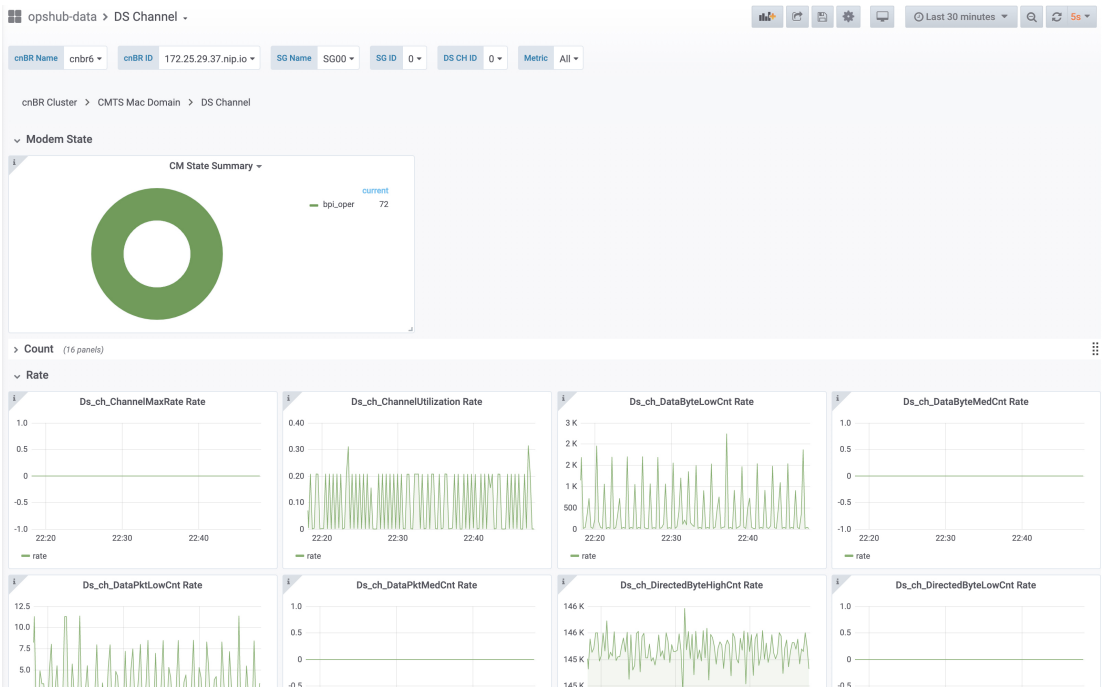 opshub-data > DS Channel
Last 30 minutes 5s
cnBR Name cnbr6 cnBR ID 172.25.29.37.nip.io SG Name SG00 SG ID 0 DS CH ID 0 Metric All
cnBR Cluster > CMTS Mac Domain > DS Channel
Modem State
CM State Summary
current
bpi_oper 72
Count (16 panels)
Rate
Ds_ch_ChannelMaxRate Rate
1.0
0.5
0
-0.5
-1.0
22:20 22:30 22:40
rate
Ds_ch_ChannelUtilization Rate
0.40
0.30
0.20
0.10
0
22:20 22:30 22:40
rate
Ds_ch_DataByteLowCnt Rate
3 K
2 K
2 K
1 K
500
0
22:20 22:30 22:40
rate
Ds_ch_DataByteMedCnt Rate
1.0
0.5
0
-0.5
-1.0
22:20 22:30 22:40
rate
Ds_ch_DataPktLowCnt Rate
12.5
10.0
7.5
5.0
Ds_ch_DataPktMedCnt Rate
1.0
0.5
0
-0.5
Ds_ch_DirectedByteHighCnt Rate
146 K
146 K
145 K
145 K
Ds_ch_DirectedByteLowCnt Rate
1.0
0.5
0
-0.5